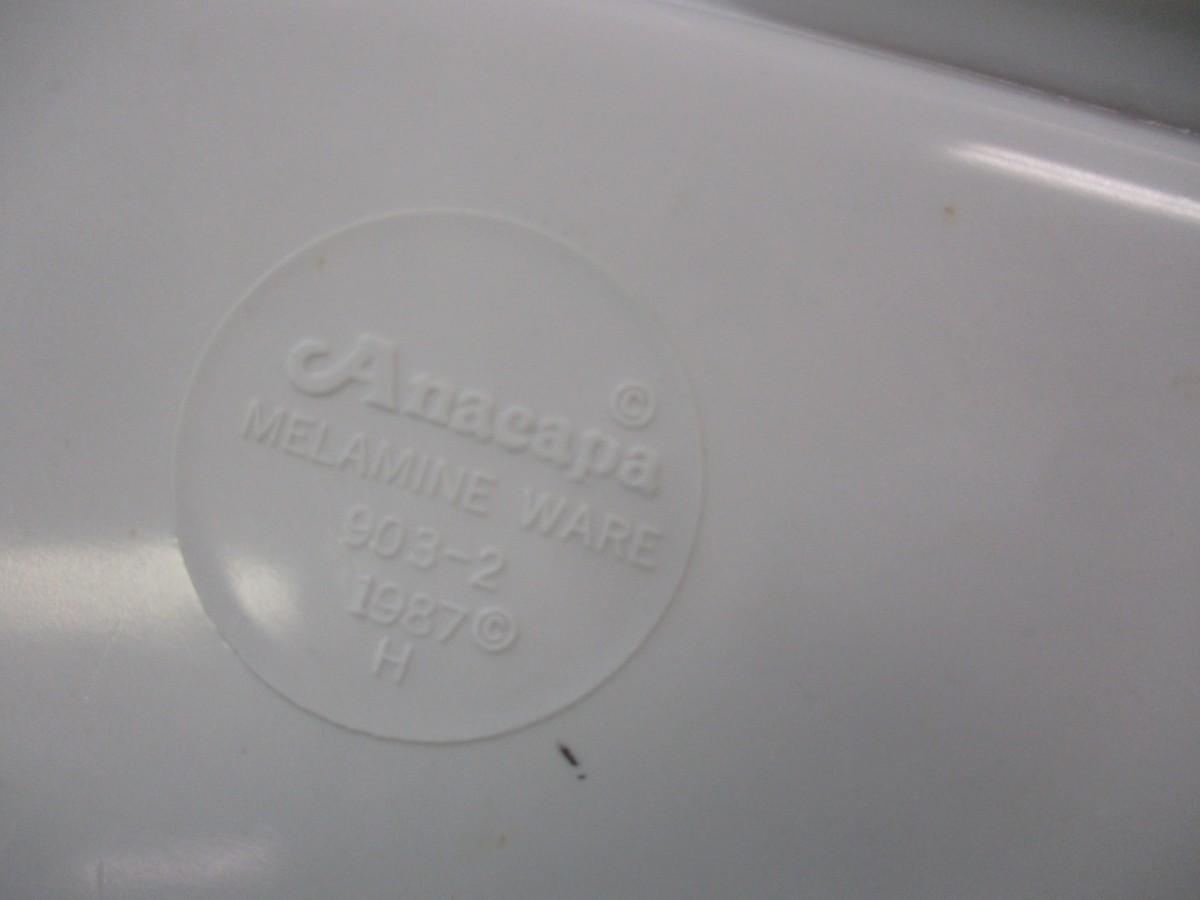 Anacapa ©
MELAMINE WARE
903-2
1987©
H